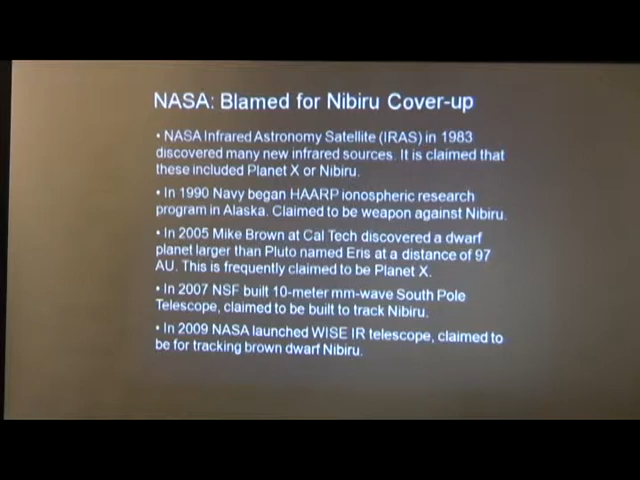 NASA: Blamed for Nibiru Cover-up
• NASA Infrared Astronomy Satellite (IRAS) in 1983
discovered many new infrared sources. It is claimed that
these included Planet X or Nibiru.
• In 1990 Navy began HAARP ionospheric research
program in Alaska. Claimed to be weapon against Nibiru.
• In 2005 Mike Brown at Cal Tech discovered a dwarf
planet larger than Pluto named Eris at a distance of 97
AU. This is frequently claimed to be Planet X.
• In 2007 NSF built 10-meter mm-wave South Pole
Telescope, claimed to be built to track Nibiru.
• In 2009 NASA launched WISE IR telescope, claimed to
be for tracking brown dwarf Nibiru.